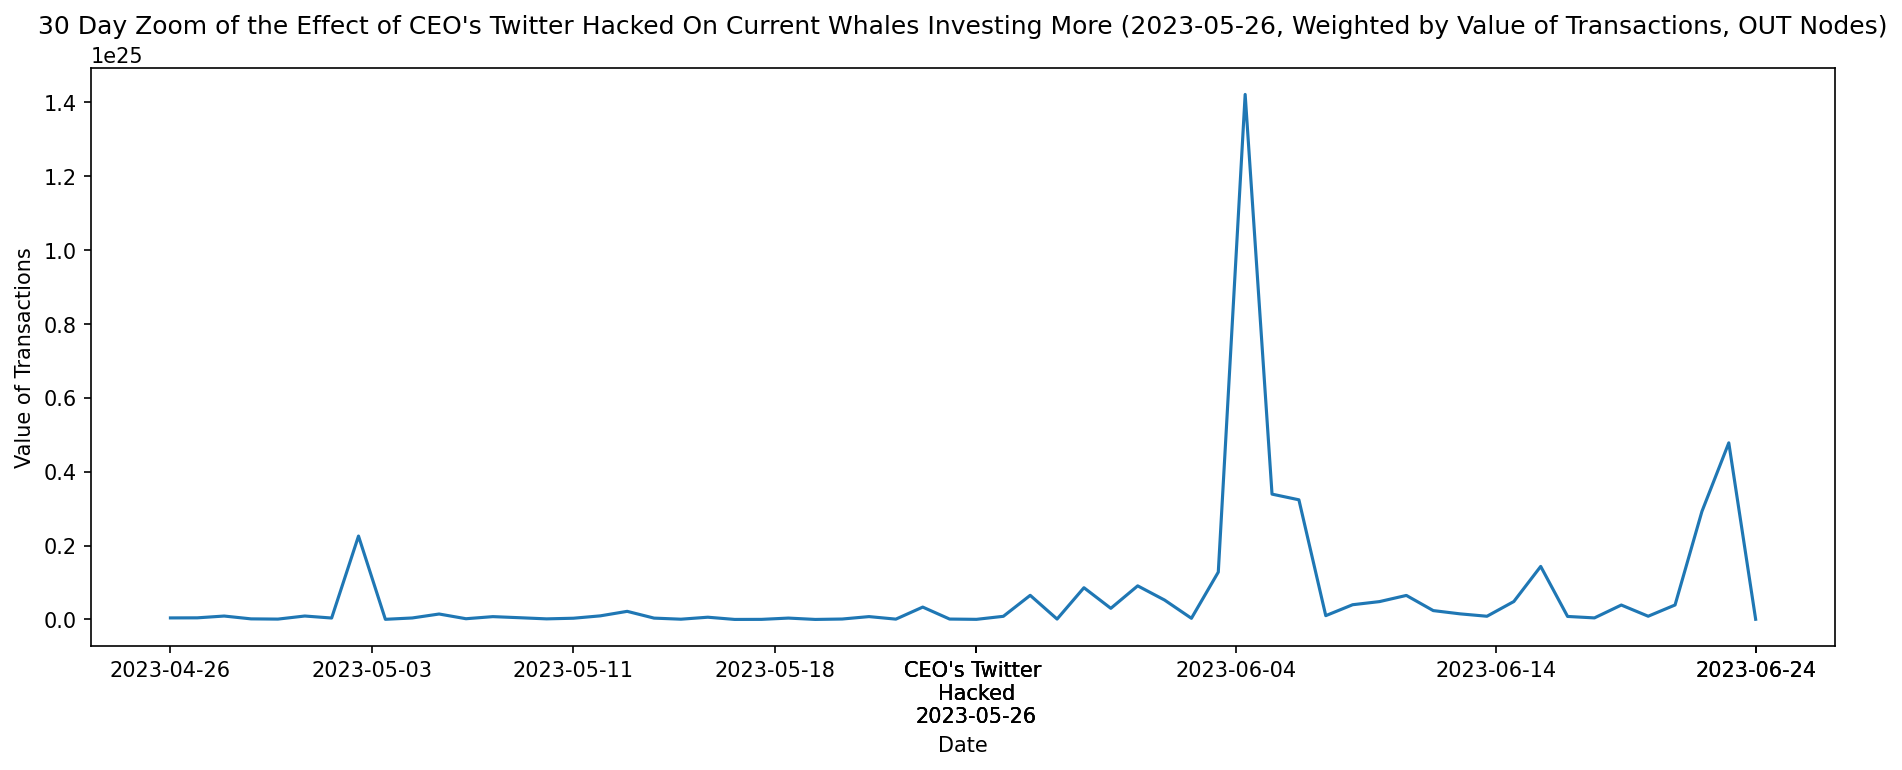 30 Day Zoom of the Effect of CEO's Twitter Hacked On Current Whales Investing More (2023-05-26, Weighted by Value of Transactions, OUT Nodes)
1e25
1.4
1.2
1.0
0.8
0.6
0.4
0.2
0.0
Value of Transactions
2023-04-26 2023-05-03 2023-05-11 2023-05-18 CEO's Twitter 2023-06-04 2023-06-14 2023-06-24
Hacked
2023-05-26
Date